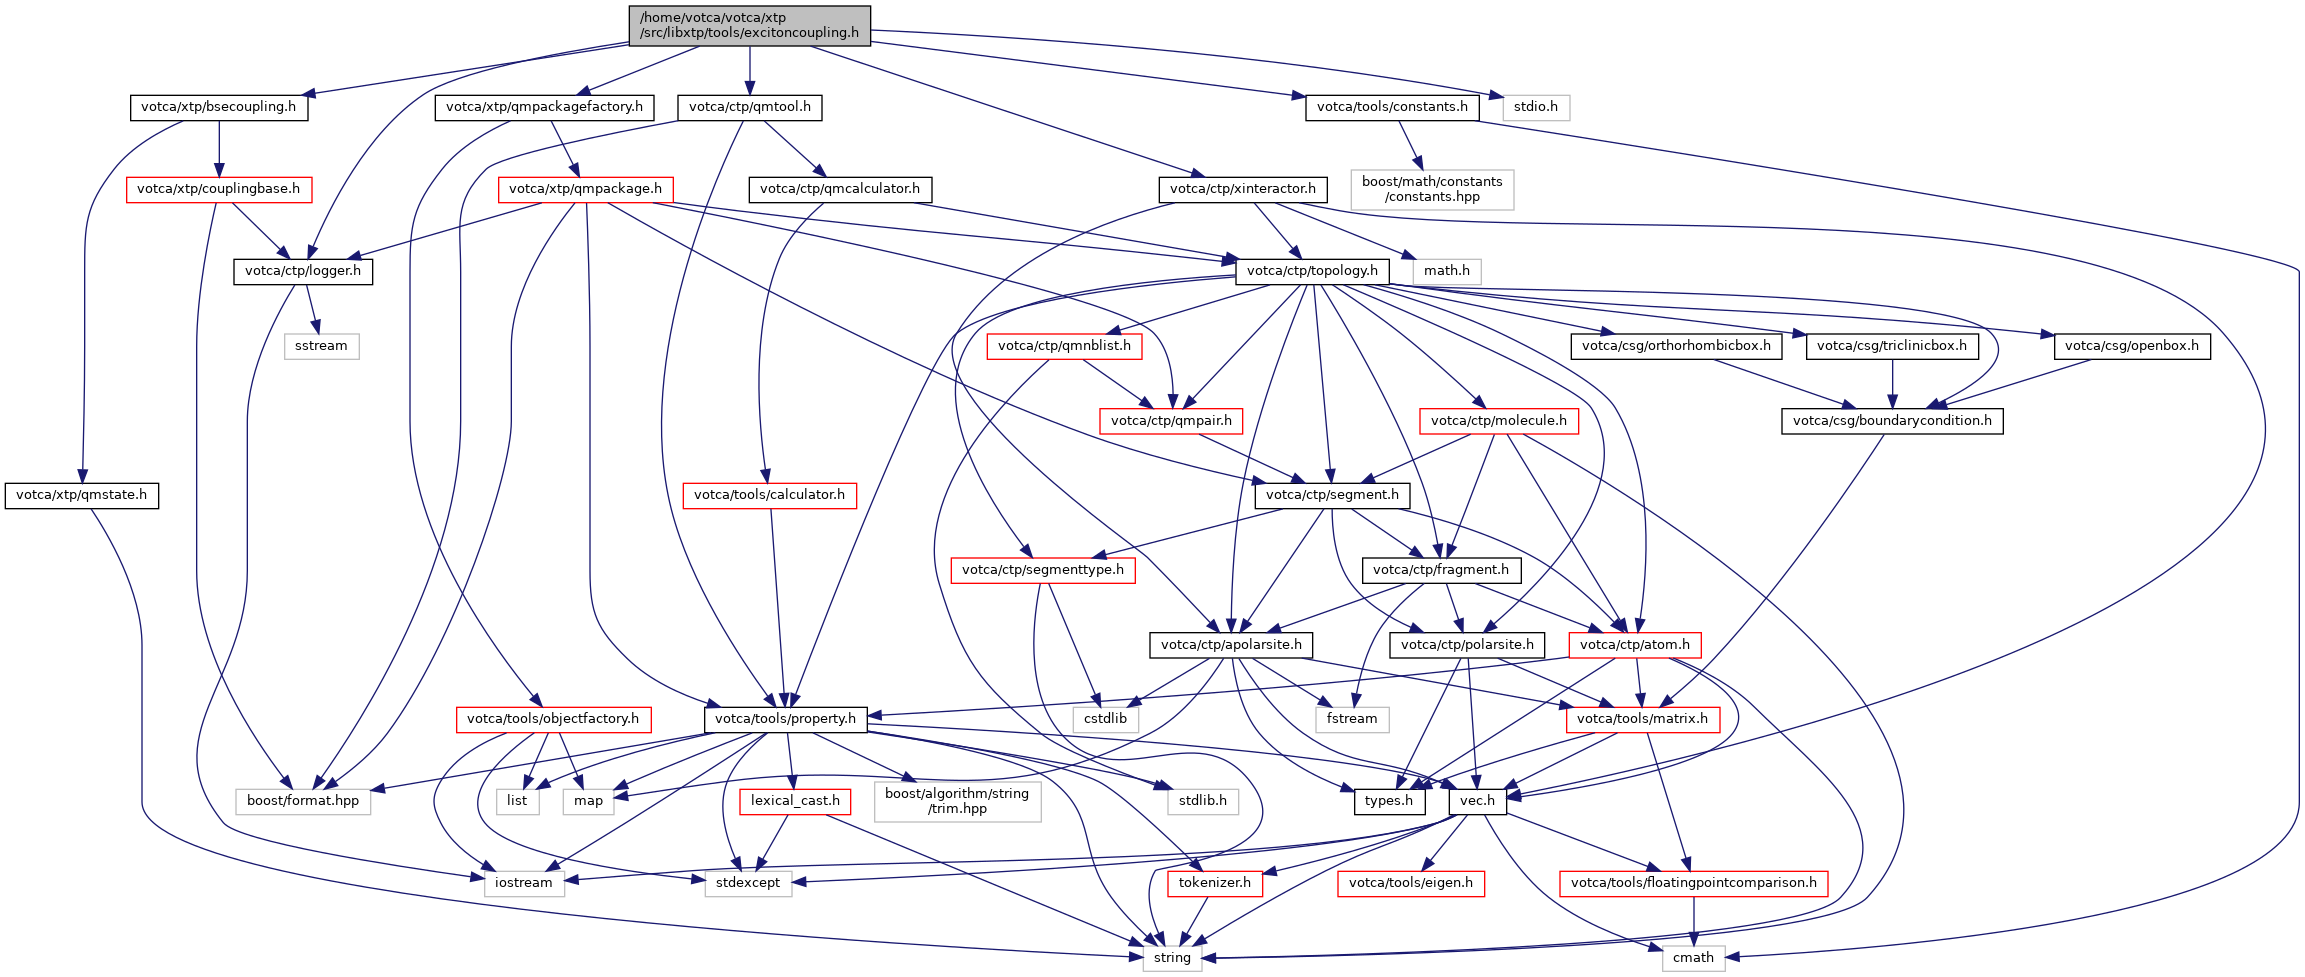 /home/votca/votca/xtp
/src/libxtp/tools/excitoncoupling.h
votca/xtp/bsecoupling.h
votca/xtp/qmpackagefactory.h
votca/ctp/qmtool.h
votca/tools/constants.h
stdio.h
votca/xtp/couplingbase.h
votca/xtp/qmpackage.h
votca/ctp/qmcalculator.h
votca/ctp/xinteractor.h
boost/math/constants
/constants.hpp
votca/ctp/logger.h
votca/ctp/topology.h
math.h
sstream
votca/ctp/qmnblist.h
votca/csg/orthorhombicbox.h
votca/csg/triclinicbox.h
votca/csg/openbox.h
votca/ctp/qmpair.h
votca/ctp/molecule.h
votca/csg/boundarycondition.h
votca/xtp/qmstate.h
votca/tools/calculator.h
votca/ctp/segment.h
votca/ctp/segmenttype.h
votca/ctp/fragment.h
votca/ctp/apolarsite.h
votca/ctp/polarsite.h
votca/ctp/atom.h
votca/tools/objectfactory.h
votca/tools/property.h
cstdlib
fstream
votca/tools/matrix.h
boost/format.hpp
list
map
lexical_cast.h
boost/algorithm/string
/trim.hpp
stdlib.h
types.h
vec.h
iostream
stdexcept
tokenizer.h
votca/tools/eigen.h
votca/tools/floatingpointcomparison.h
string
cmath